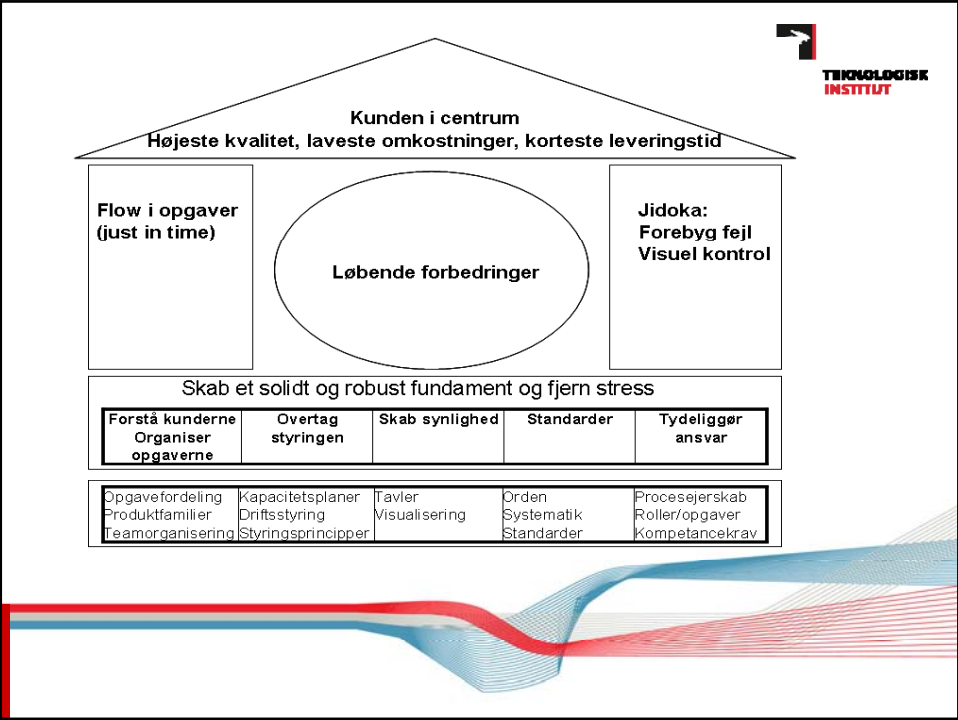 TEKNOLOGISK
INSTITUT
Kunden i centrum
Højeste kvalitet, laveste omkostninger, korteste leveringstid
Flow i opgaver
(just in time)
Løbende forbedringer
Jidoka:
Forebyg fejl
Visuel kontrol
Skab et solidt og robust fundament og fjern stress
Forstå kunderne
Organiser
opgaverne
Overtag
styringen
Skab synlighed
Standarder
Tydeliggør
ansvar
Opgavefordeling
Produktfamilier
Teamorganisering
Kapacitetsplaner
Driftsstyring
Styringsprincipper
Tavler
Visualisering
Orden
Systematik
Standarder
Procesejerskab
Roller/opgaver
Kompetancekrav